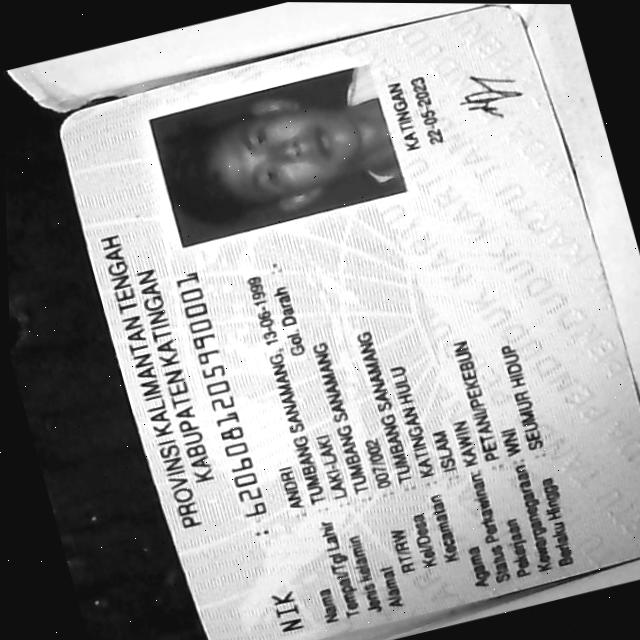 PROVINSI KALIMANTAN TENGAH
KABUPATEN KATINGAN
NIK : 6206081205990001
Nama : ANDRI
Tempat/Tgl Lahir : TUMBANG SANAMANG, 13-06-1999
Jenis Kelamin : LAKI-LAKI Gol. Darah : -
Alamat : TUMBANG SANAMANG
RT/RW : 007/002
Kel/Desa : TUMBANG SANAMANG
Kecamatan : KATINGAN HULU
Agama : ISLAM
Status Perkawinan : KAWIN
Pekerjaan : PETANI/PEKEBUN
Kewarganegaraan : WNI
Berlaku Hingga : SEUMUR HIDUP
KATINGAN
22-05-2023